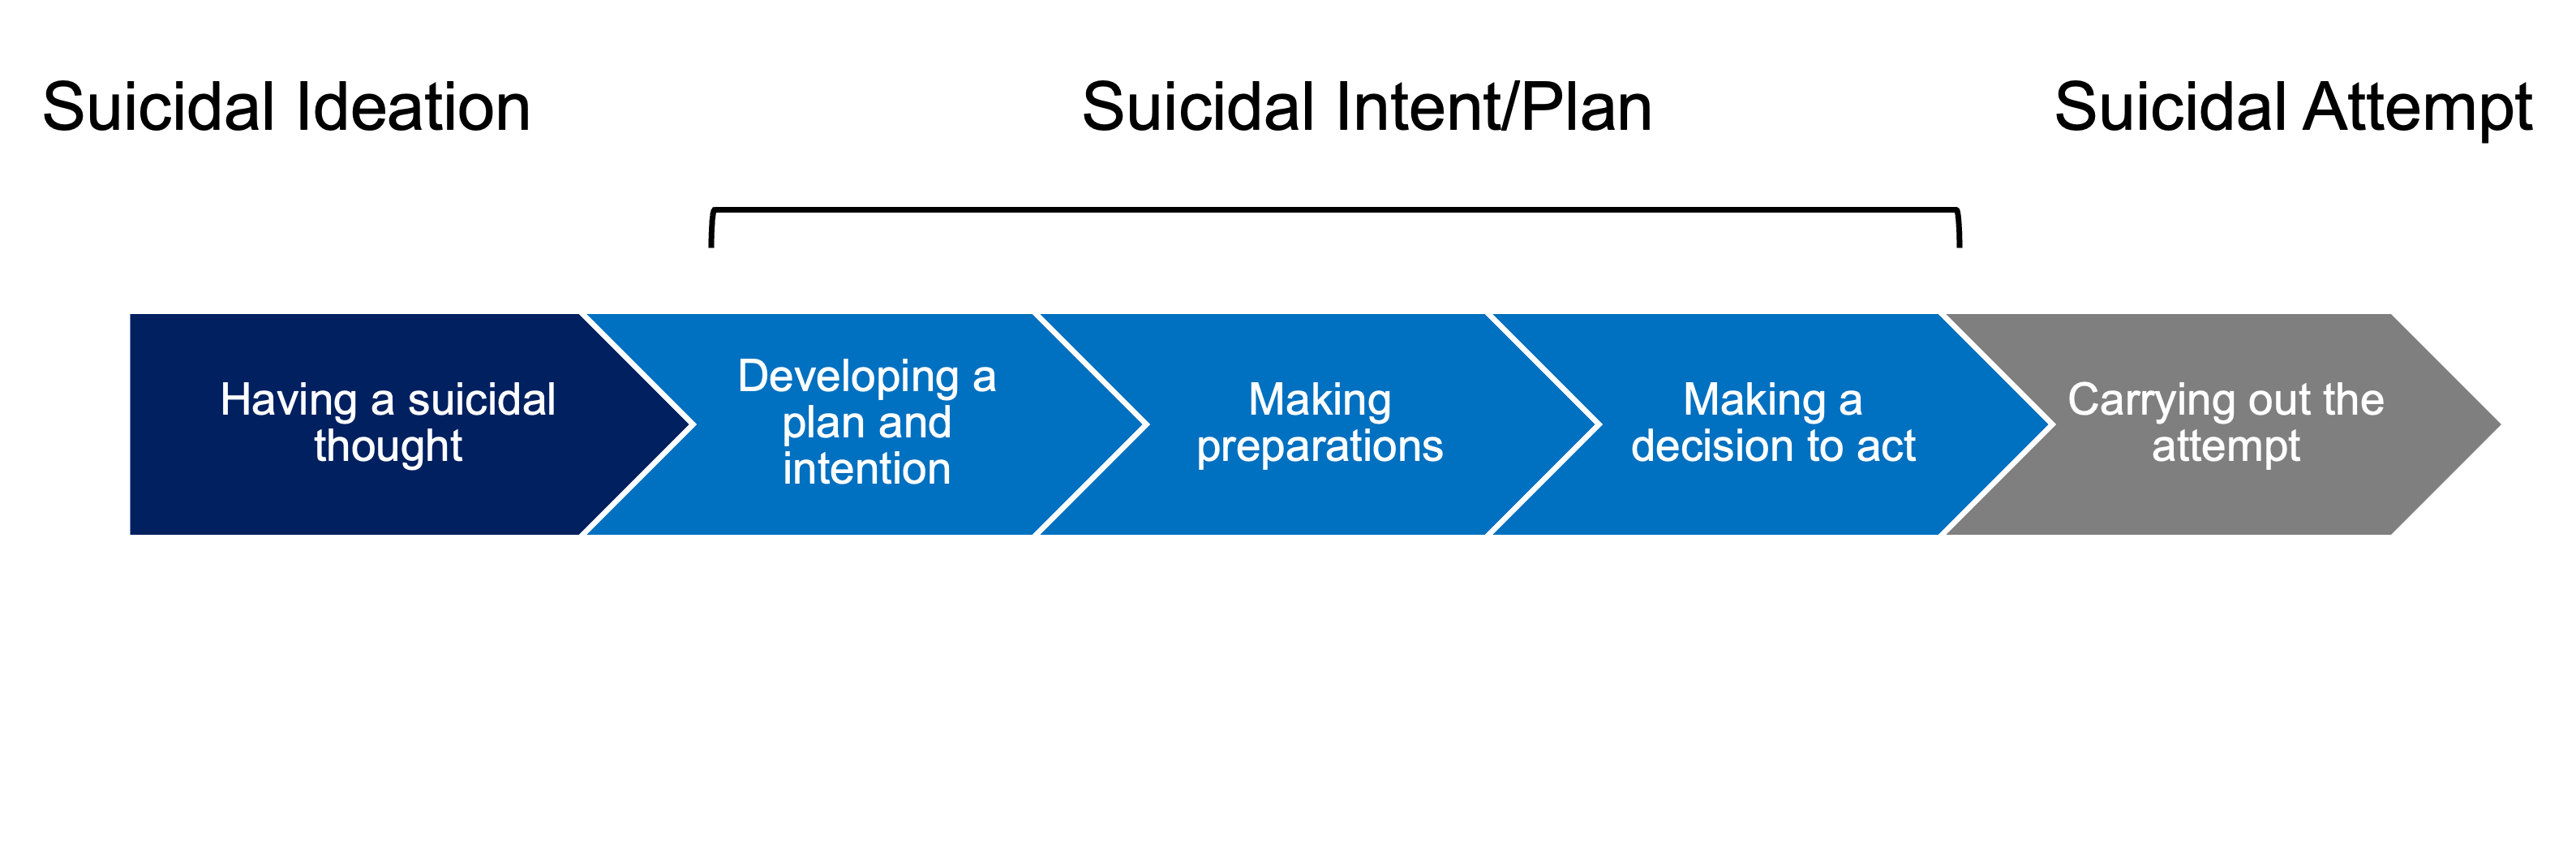 Suicidal Ideation
Suicidal Intent/Plan
Suicidal Attempt
Having a suicidal
thought
Developing a
plan and
intention
Making
preparations
Making a
decision to act
Carrying out the
attempt